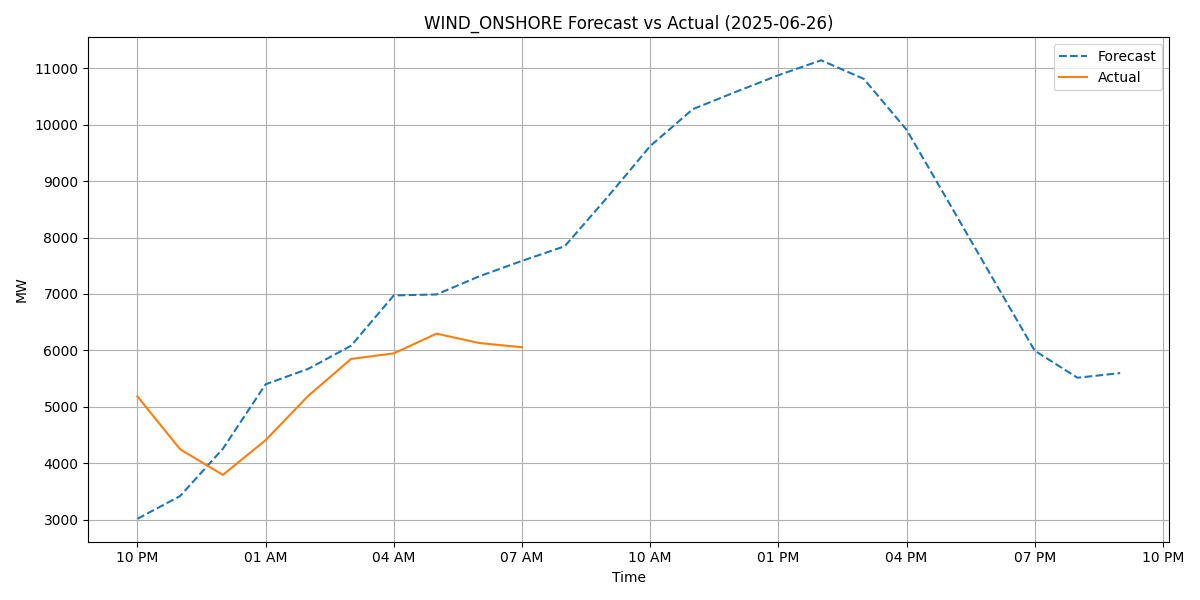 WIND_ONSHORE Forecast vs Actual (2025-06-26)
Forecast
Actual
11000
10000
9000
8000
7000
6000
5000
4000
3000
MW
10 PM 01 AM 04 AM 07 AM 10 AM 01 PM 04 PM 07 PM 10 PM
Time